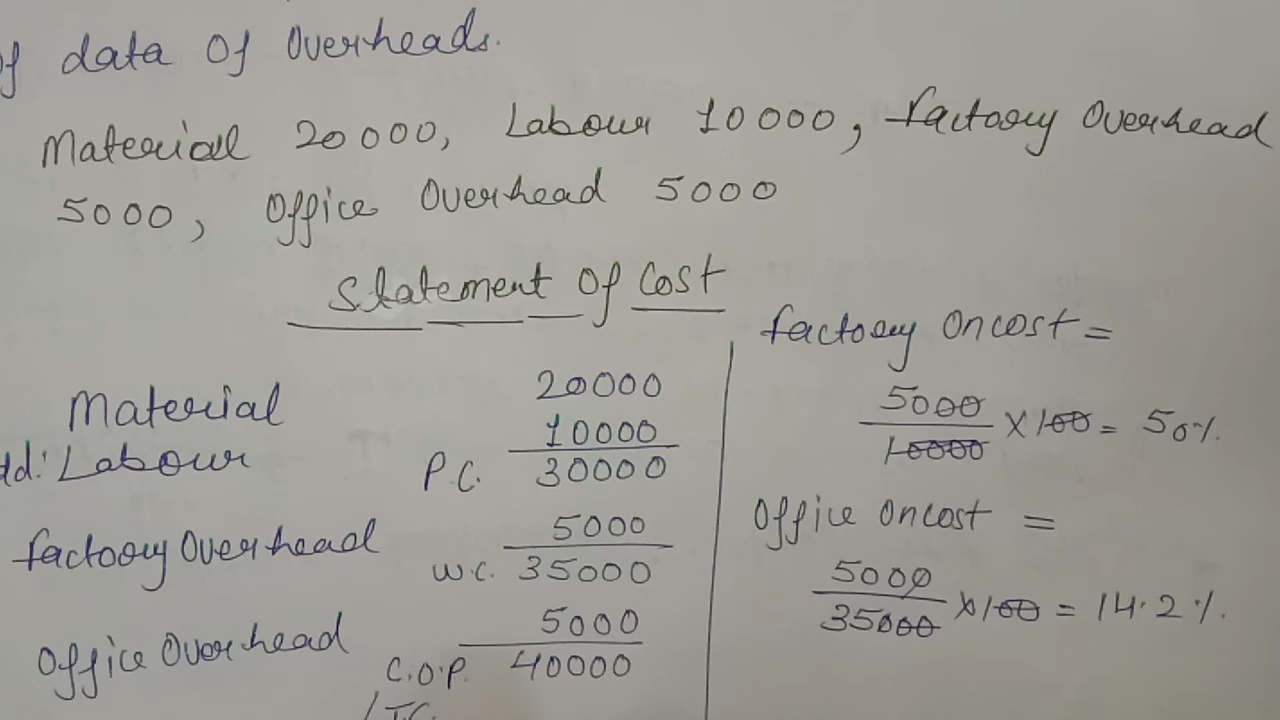 of data of Overheads.
Material 20000, Labour 10000, factory Overhead
5000, Office Overhead 5000
Statement Of Cost
Material 20000
Add: Labour 10000
P.C. 30000
factory Overhead 5000
W.C. 35000
Office Overhead 5000
C.O.P. 40000
/T.C.
factory Oncost =
5000/10000 × 100 = 50%.
Office Oncost =
5000/35000 × 100 = 14.2%.